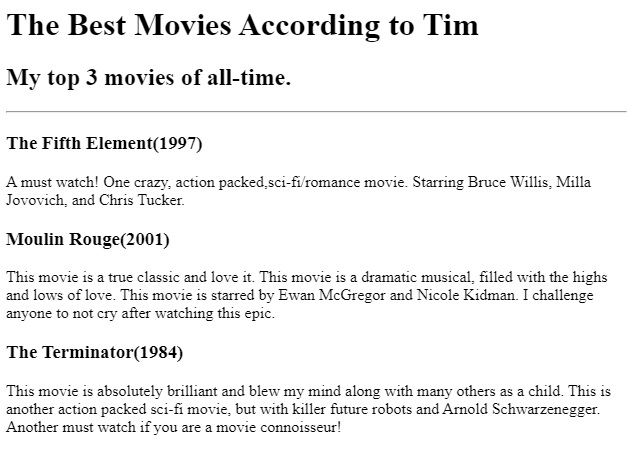 The Best Movies According to Tim
My top 3 movies of all-time.
The Fifth Element(1997)
A must watch! One crazy, action packed,sci-fi/romance movie. Starring Bruce Willis, Milla
Jovovich, and Chris Tucker.
Moulin Rouge(2001)
This movie is a true classic and love it. This movie is a dramatic musical, filled with the highs
and lows of love. This movie is starred by Ewan McGregor and Nicole Kidman. I challenge
anyone to not cry after watching this epic.
The Terminator(1984)
This movie is absolutely brilliant and blew my mind along with many others as a child. This is
another action packed sci-fi movie, but with killer future robots and Arnold Schwarzenegger.
Another must watch if you are a movie connoisseur!